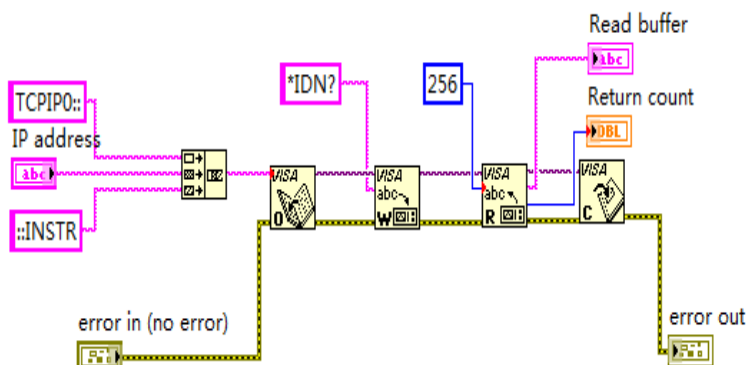 Read buffer
abc
TCPIP0::
*IDN?
256
Return count
DBL
IP address
abc
VISA
O
VISA
abc
W
VISA
abc
R
VISA
C
::INSTR
error in (no error)
error out